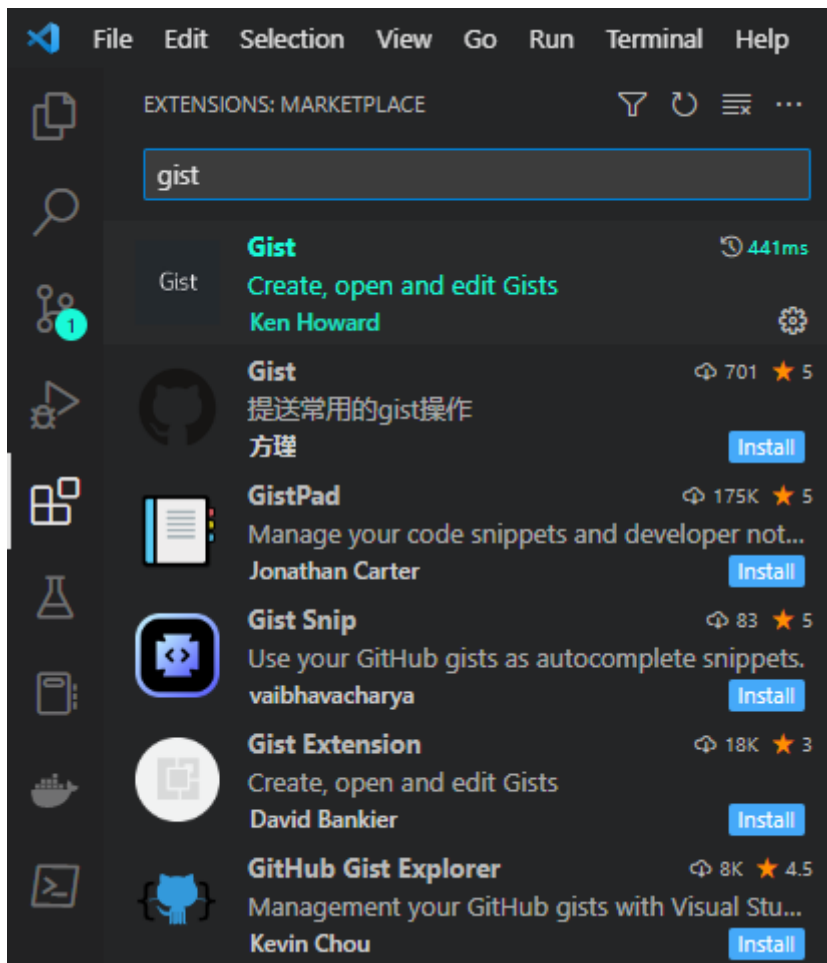 File Edit Selection View Go Run Terminal Help
EXTENSIONS: MARKETPLACE
gist
Gist
Gist 441ms
Create, open and edit Gists
Ken Howard
1
Gist 701 5
提送常用的gist操作
方瑾 Install
GistPad 175K 5
Manage your code snippets and developer not...
Jonathan Carter Install
Gist Snip 83 5
Use your GitHub gists as autocomplete snippets.
vaibhavacharya Install
Gist Extension 18K 3
Create, open and edit Gists
David Bankier Install
GitHub Gist Explorer 8K 4.5
Management your GitHub gists with Visual Stu...
Kevin Chou Install